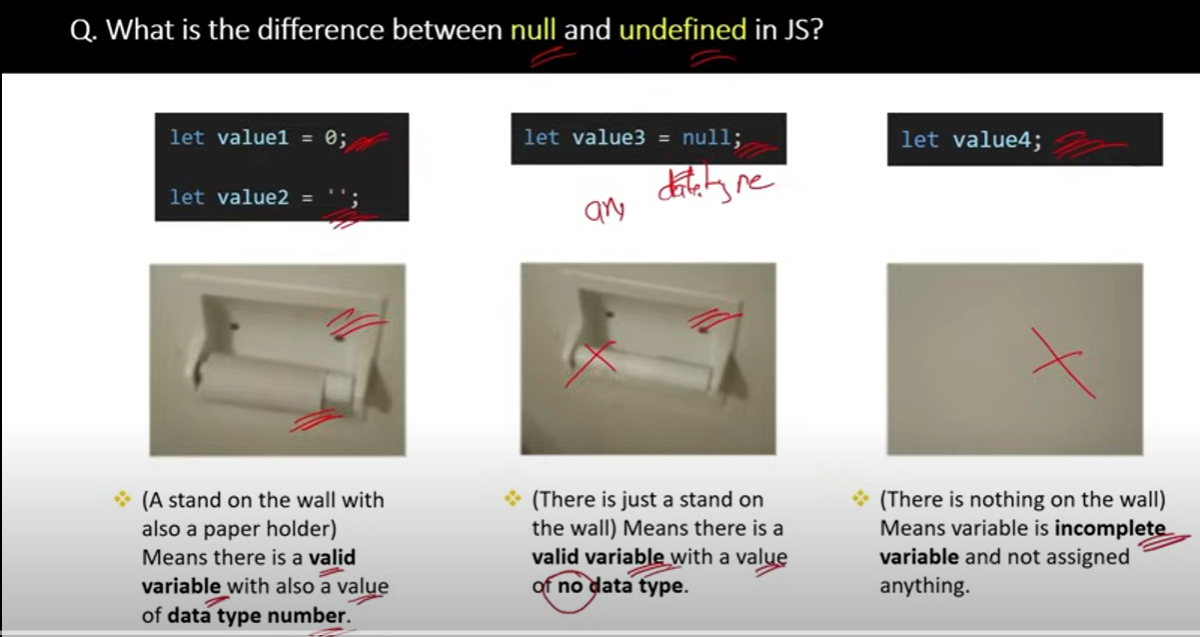 Q. What is the difference between null and undefined in JS?
let value1 = 0;
let value2 = '';
let value3 = null;
let value4;
any
datatype
(A stand on the wall with
also a paper holder)
Means there is a valid
variable with also a value
of data type number.
(There is just a stand on
the wall) Means there is a
valid variable with a value
of no data type.
(There is nothing on the wall)
Means variable is incomplete
variable and not assigned
anything.